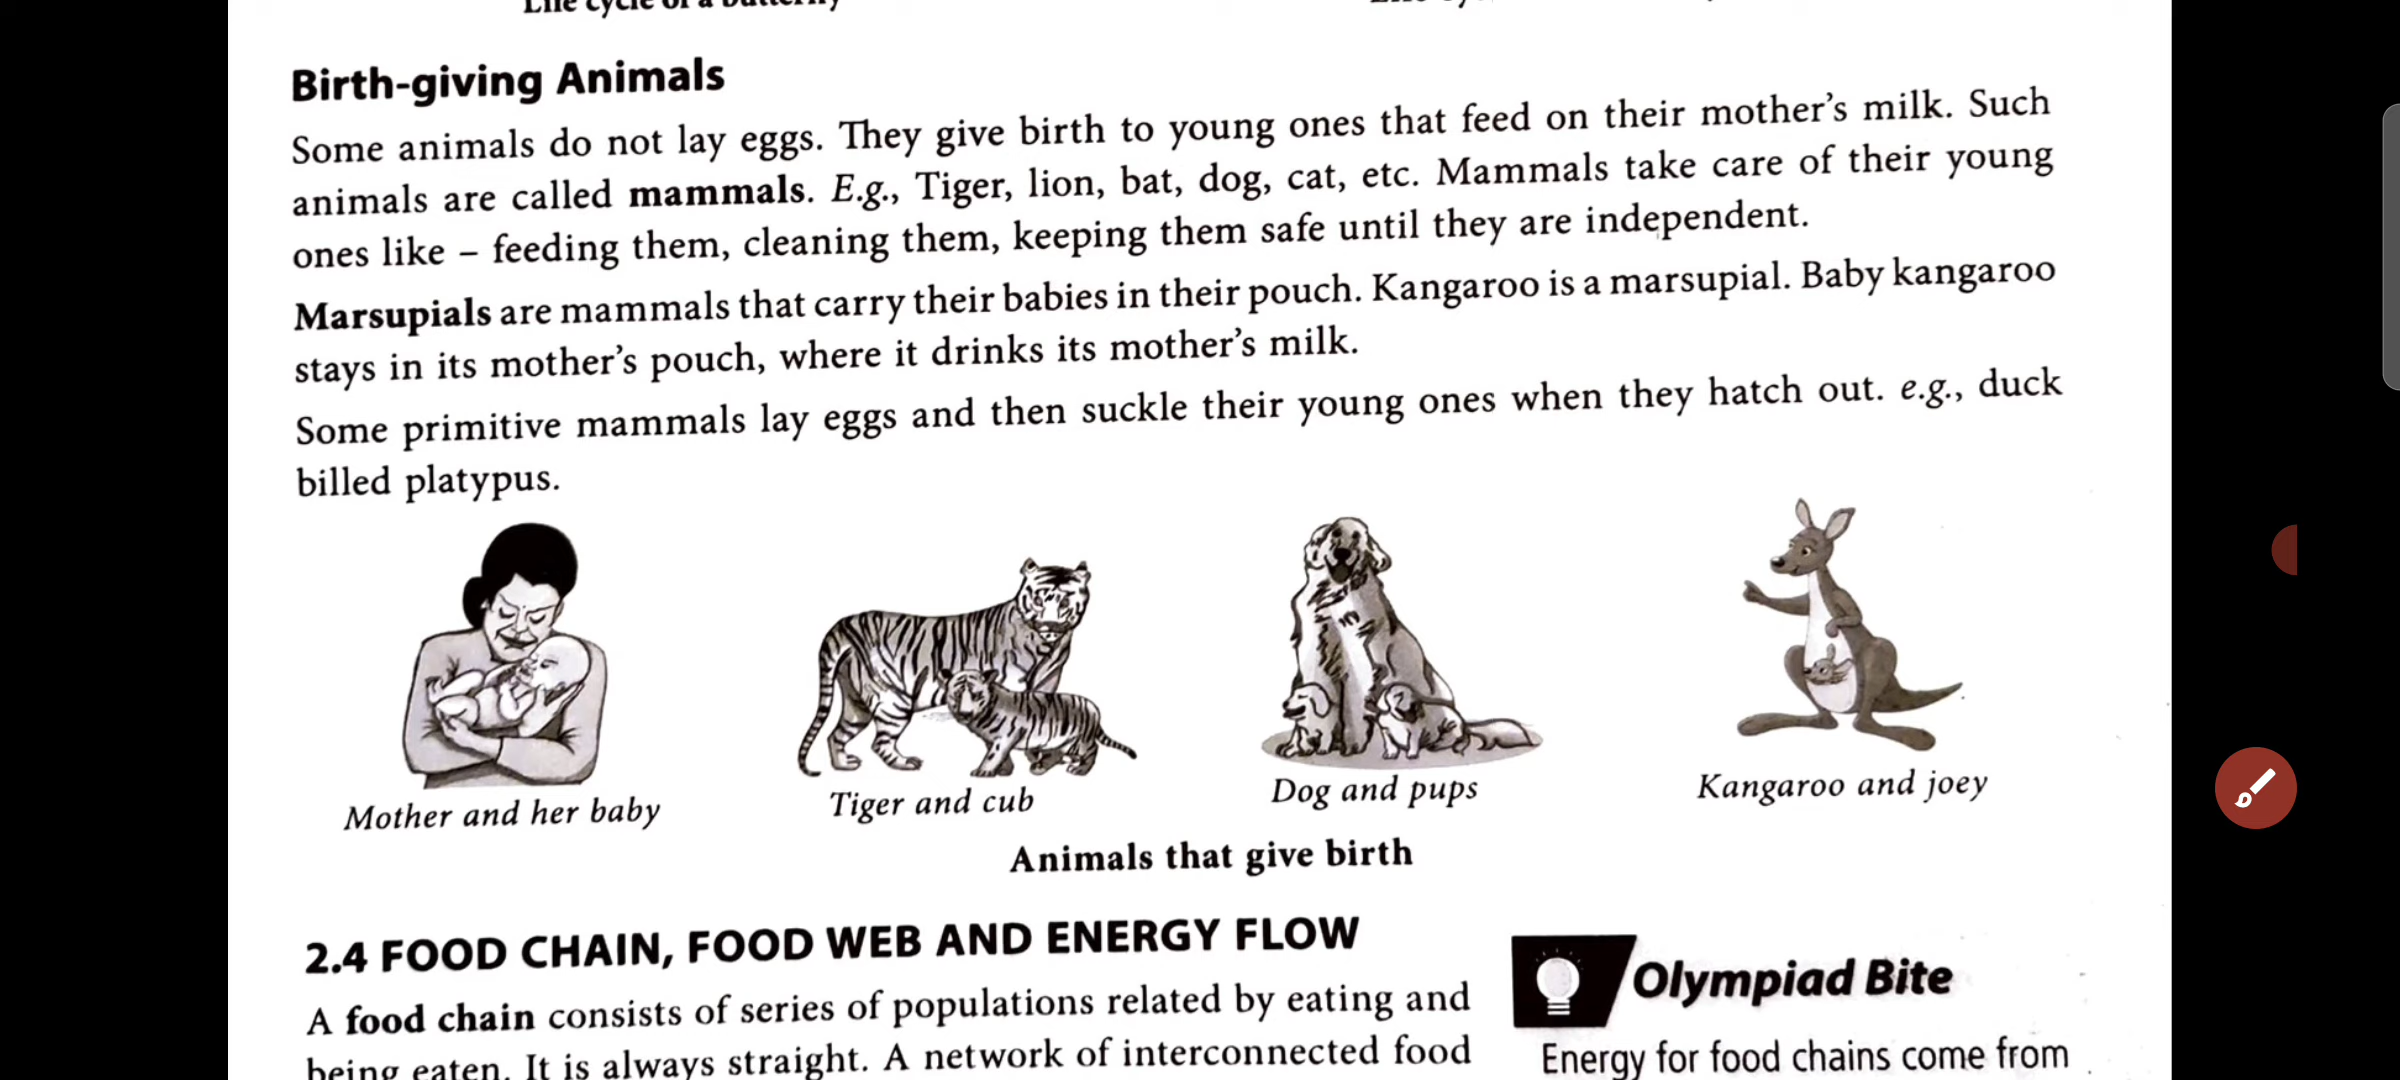 Life cycle of a butterfly
Birth-giving Animals
Some animals do not lay eggs. They give birth to young ones that feed on their mother's milk. Such
animals are called mammals. E.g., Tiger, lion, bat, dog, cat, etc. Mammals take care of their young
ones like – feeding them, cleaning them, keeping them safe until they are independent.
Marsupials are mammals that carry their babies in their pouch. Kangaroo is a marsupial. Baby kangaroo
stays in its mother's pouch, where it drinks its mother's milk.
Some primitive mammals lay eggs and then suckle their young ones when they hatch out. e.g., duck
billed platypus.
Mother and her baby
Tiger and cub
Dog and pups
Kangaroo and joey
Animals that give birth
2.4 FOOD CHAIN, FOOD WEB AND ENERGY FLOW
A food chain consists of series of populations related by eating and
being eaten. It is always straight. A network of interconnected food
Olympiad Bite
Energy for food chains come from